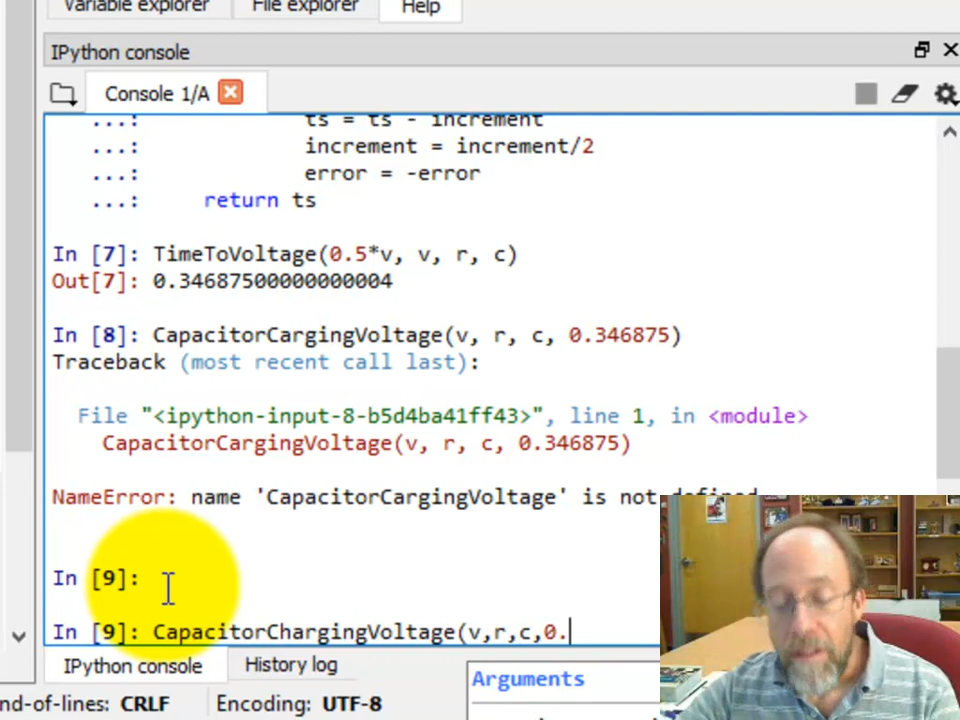 Variable explorer File explorer Help
IPython console
Console 1/A
...: ts = ts - increment
...: increment = increment/2
...: error = -error
...: return ts
In [7]: TimeToVoltage(0.5*v, v, r, c)
Out[7]: 0.34687500000000004
In [8]: CapacitorCargingVoltage(v, r, c, 0.346875)
Traceback (most recent call last):
File "<ipython-input-8-b5d4ba41ff43>", line 1, in <module>
CapacitorCargingVoltage(v, r, c, 0.346875)
NameError: name 'CapacitorCargingVoltage' is not defined
In [9]:
In [9]: CapacitorChargingVoltage(v,r,c,0.
IPython console History log
Arguments
nd-of-lines: CRLF Encoding: UTF-8